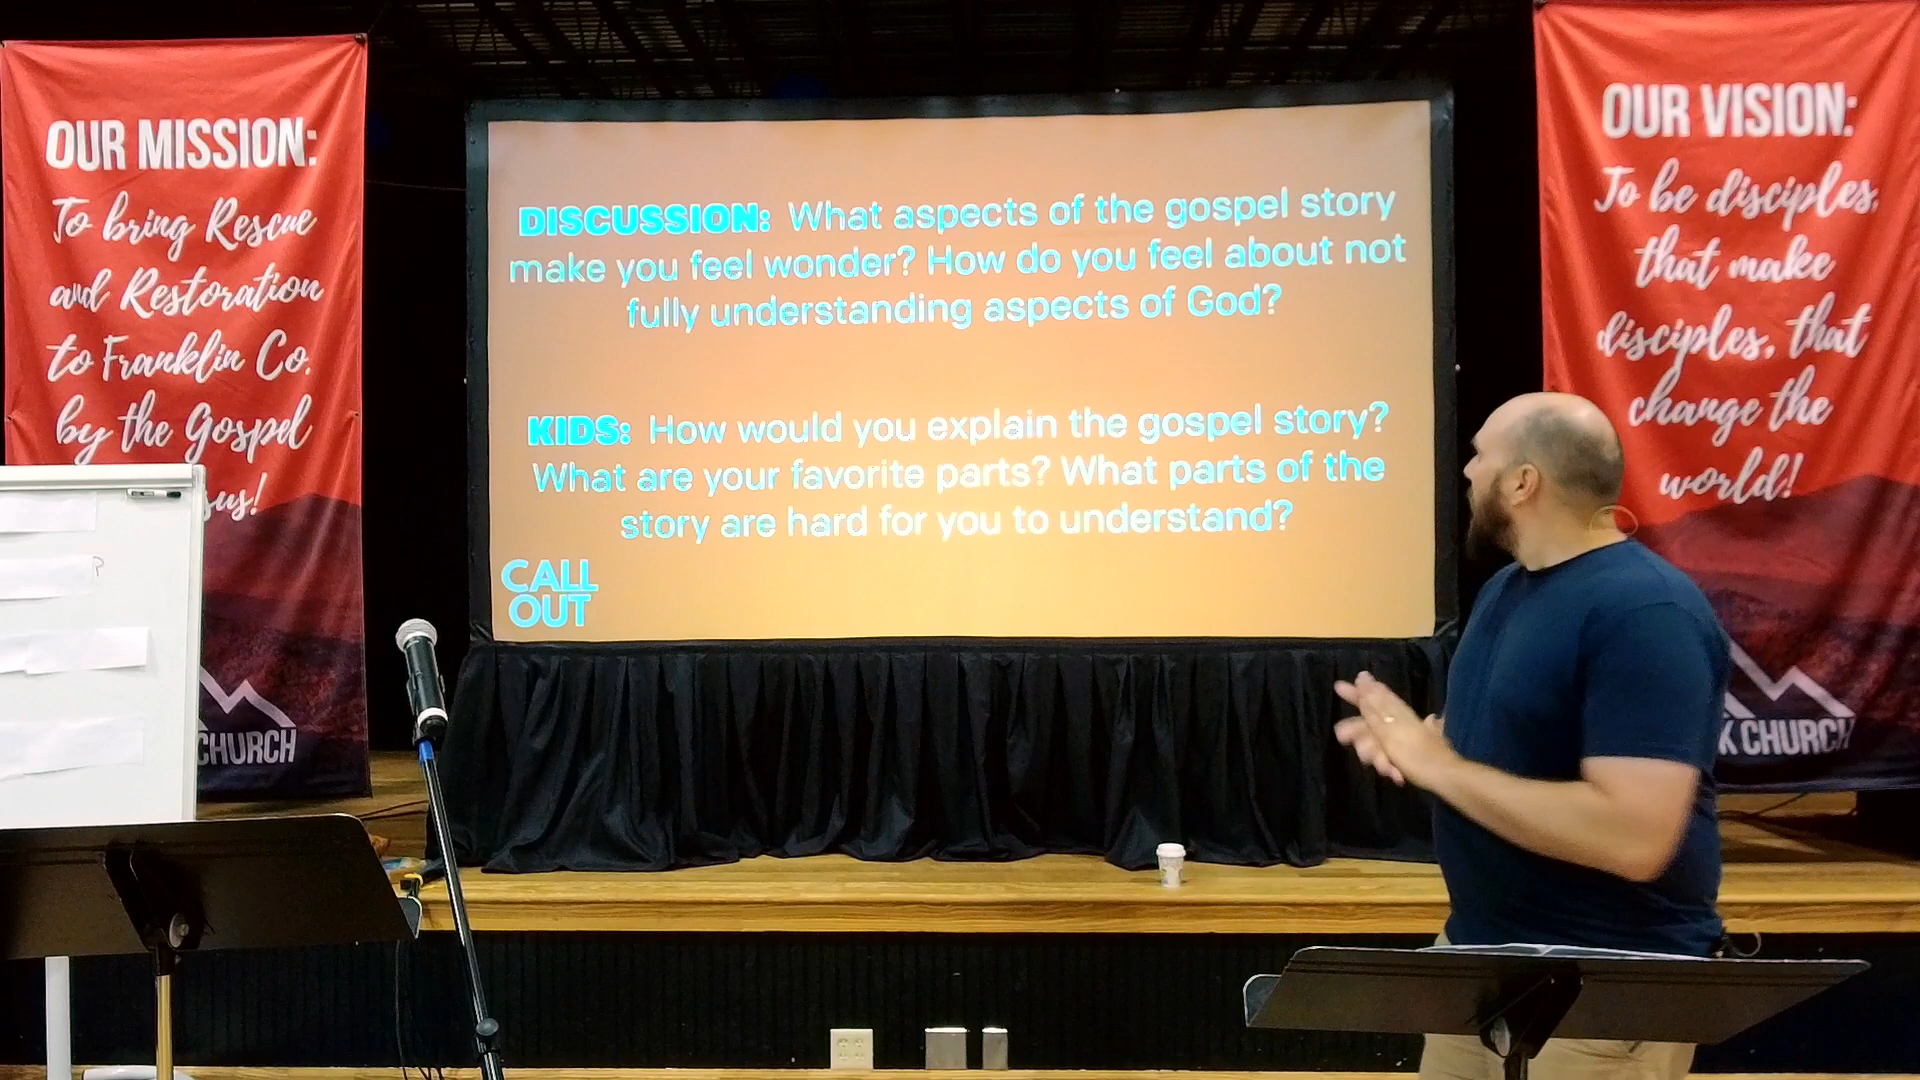 OUR MISSION:
To bring Rescue
and Restoration
to Franklin Co.
by the Gospel
sus!
CHURCH
DISCUSSION: What aspects of the gospel story
make you feel wonder? How do you feel about not
fully understanding aspects of God?
KIDS: How would you explain the gospel story?
What are your favorite parts? What parts of the
story are hard for you to understand?
CALL
OUT
OUR VISION:
To be disciples,
that make
disciples, that
change the
world!
K CHURCH